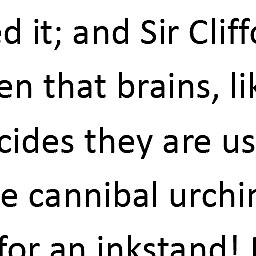 ed it; and Sir Cliffo
en that brains, lik
cides they are us
e cannibal urchin
for an inkstand!